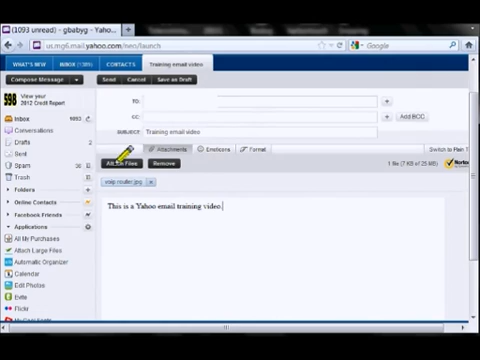 (1093 unread) - gbabyg - Yaho...
us.mg6.mail.yahoo.com/neo/launch
Google
WHAT'S NEW
INBOX
CONTACTS
Training email video
Compose Message
Send
Cancel
Save as Draft
598
View your
2012 Credit Report
TO:
CC:
Add BCC
SUBJECT:
Training email video
Inbox
1093
Conversations
Drafts
2
Sent
Spam
Trash
Folders
Online Contacts
Facebook Friends
Applications
All My Purchases
Attach Large Files
Automatic Organizer
Calendar
Edit Photos
Evite
Flickr
Attachments
Emoticons
Format
Switch to Plain T
Attach Files
Remove
1 file (7 KB of 25 MB)
Norton
voip router.jpg
This is a Yahoo email training video.